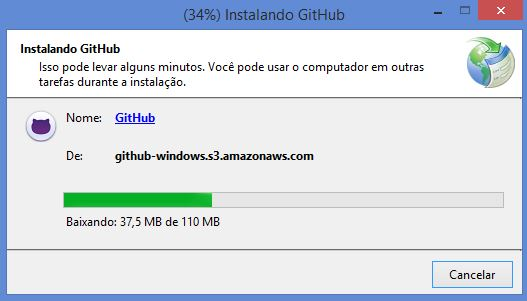 (34%) Instalando GitHub
Instalando GitHub
Isso pode levar alguns minutos. Você pode usar o computador em outras
tarefas durante a instalação.
Nome: GitHub
De: github-windows.s3.amazonaws.com
Baixando: 37,5 MB de 110 MB
Cancelar